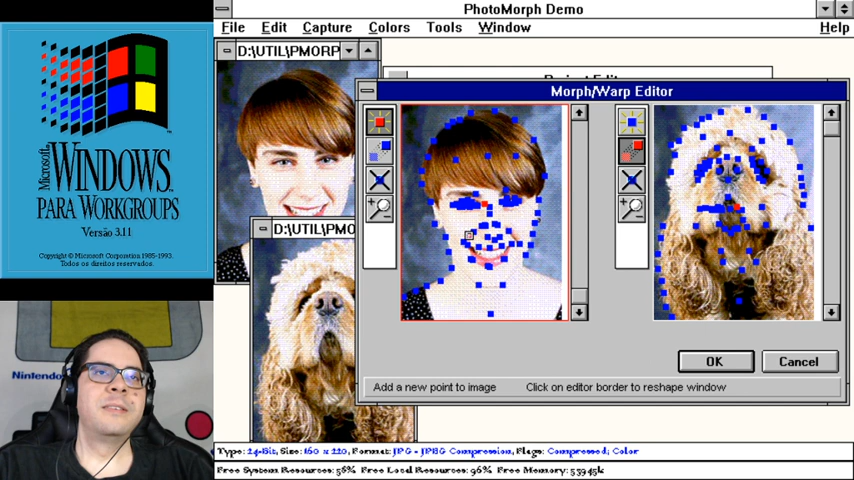 Microsoft
WINDOWS
PARA WORKGROUPS
Versão 3.11
Copyright © Microsoft Corporation 1985-1993.
Todos os direitos reservados.
Nintendo
PhotoMorph Demo
File Edit Capture Colors Tools Window Help
D:\UTIL\PMORP
D:\UTIL\PMO
Morph/Warp Editor
OK
Cancel
Add a new point to image
Click on editor border to reshape window
Type: 24-Bit, Size: 160 x 220, Format: JPG - JPEG Compression, Flags: Compressed; Color
Free System Resources: 56% Free Local Resources: 96% Free Memory: 53945k